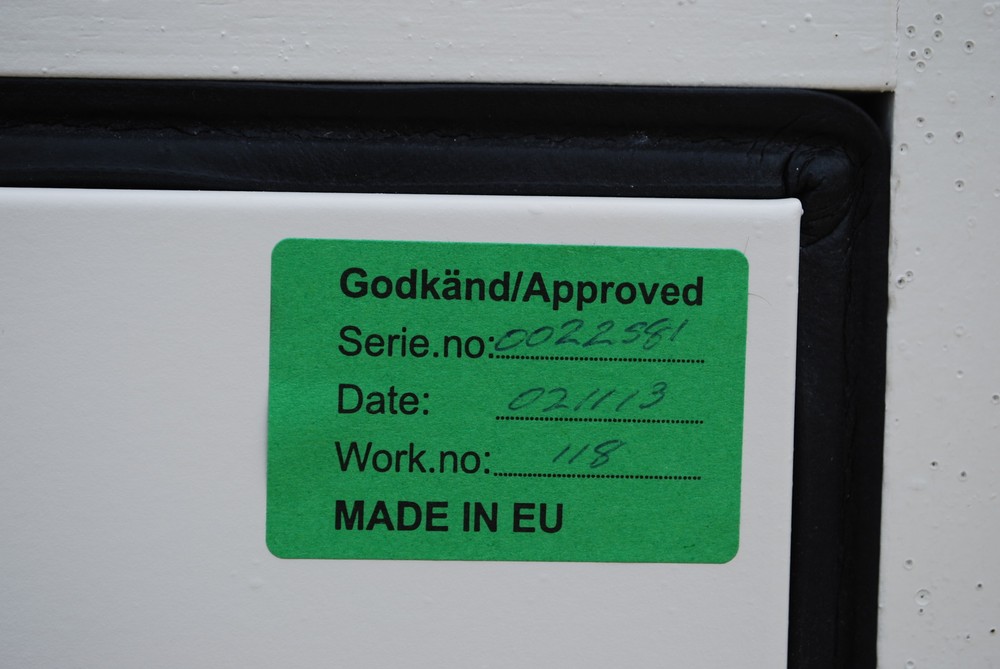 Godkänd/Approved
Serie.no: 0022581
Date: 021113
Work.no: 118
MADE IN EU